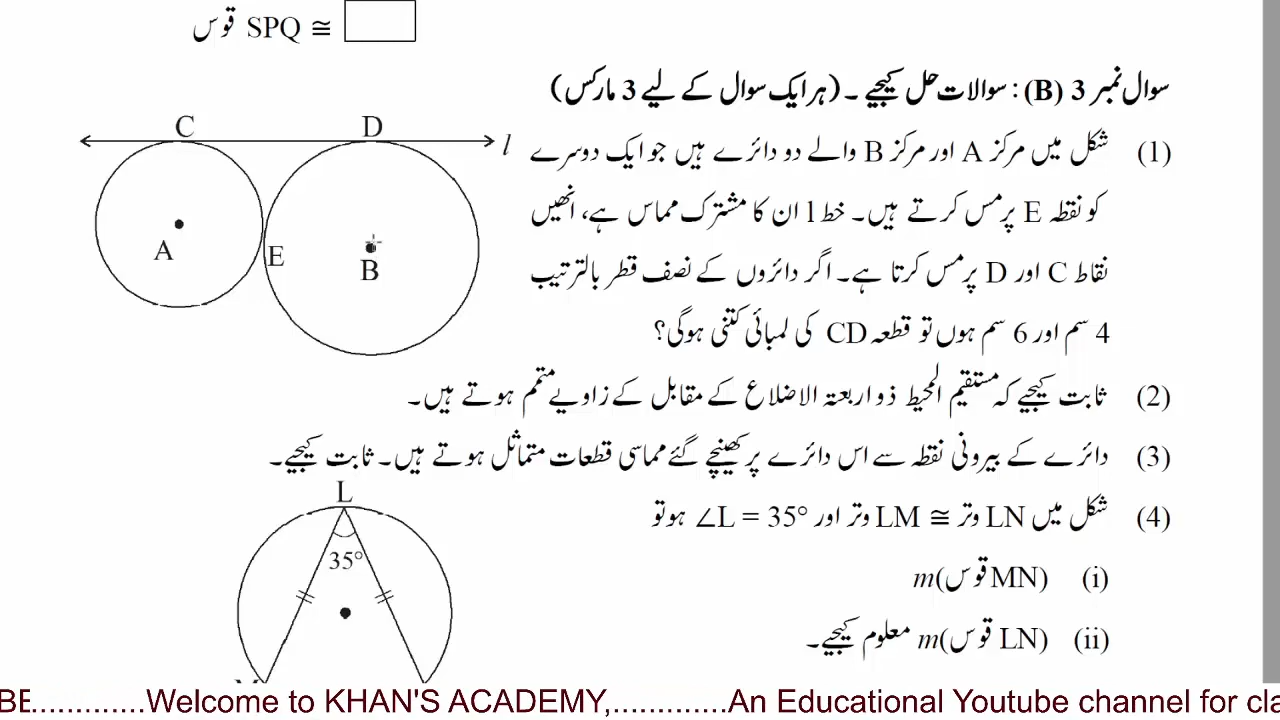 قوس SPQ ≅
سوال نمبر 3 (B) : سوالات حل کیجیے ۔ (ہر ایک سوال کے لیے 3 مارکس)
(1) شکل میں مرکز A اور مرکز B والے دو دائرے ہیں جو ایک دوسرے
کو نقطہ E پر مس کرتے ہیں۔ خط l ان کا مشترک مماس ہے، انھیں
نقاط C اور D پر مس کرتا ہے۔ اگر دائروں کے نصف قطر بالترتیب
4 سم اور 6 سم ہوں تو قطعہ CD کی لمبائی کتنی ہوگی؟
C D l
A E B
(2) ثابت کیجیے کہ مستقیم المحیط ذو اربعۃ الاضلاع کے مقابل کے زاویے متمم ہوتے ہیں۔
(3) دائرے کے بیرونی نقطہ سے اس دائرے پر کھینچے گئے مماسی قطعات متماثل ہوتے ہیں۔ ثابت کیجیے۔
(4) شکل میں LN وتر ≅ LM وتر اور ∠L = 35° ہو تو
(i) m(قوس MN)
(ii) m(قوس LN) معلوم کیجیے۔
L
35°
BE.............Welcome to KHAN'S ACADEMY,.............An Educational Youtube channel for cla